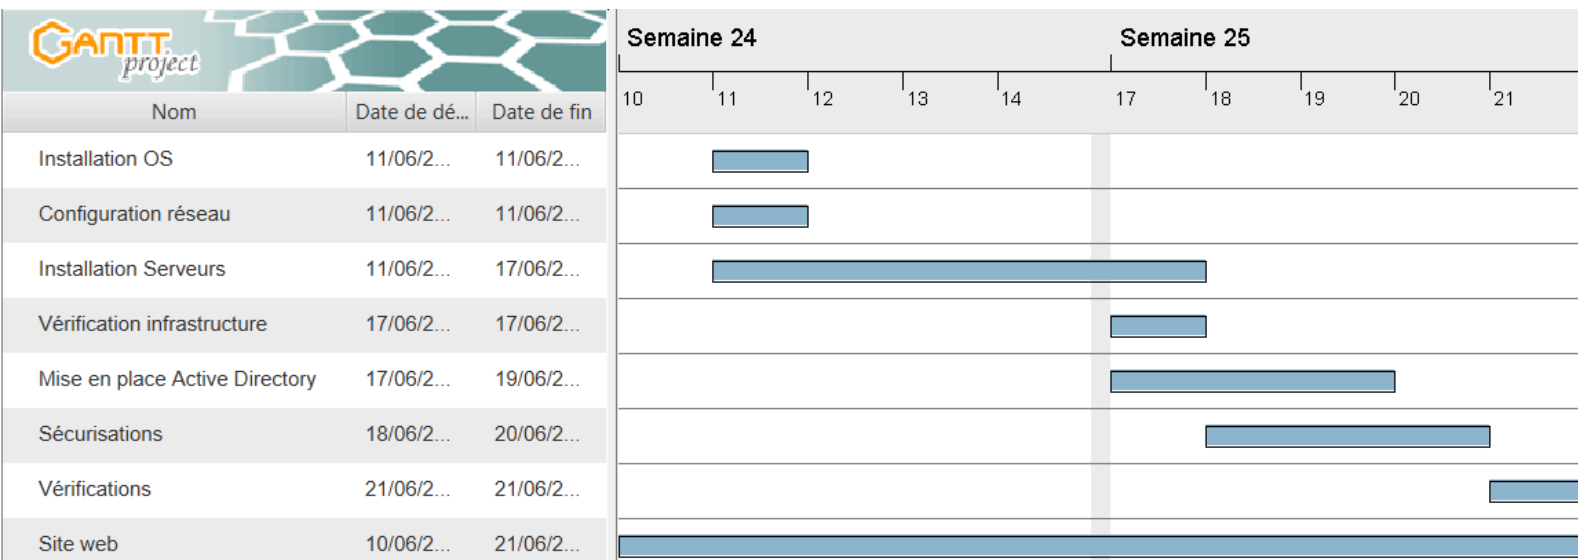 GANTT
project
Semaine 24 Semaine 25
10 11 12 13 14 17 18 19 20 21
Nom Date de dé... Date de fin
Installation OS 11/06/2... 11/06/2...
Configuration réseau 11/06/2... 11/06/2...
Installation Serveurs 11/06/2... 17/06/2...
Vérification infrastructure 17/06/2... 17/06/2...
Mise en place Active Directory 17/06/2... 19/06/2...
Sécurisations 18/06/2... 20/06/2...
Vérifications 21/06/2... 21/06/2...
Site web 10/06/2... 21/06/2...